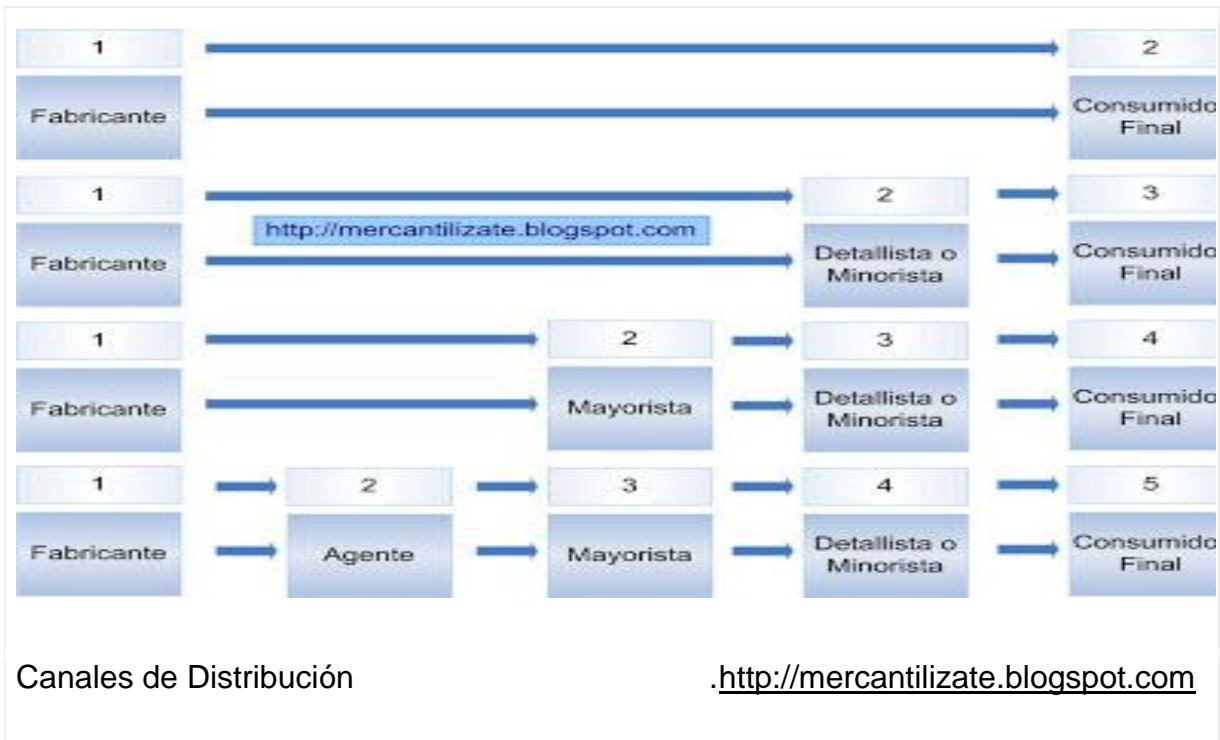 1 2
Fabricante Consumido
Final
1 2 3
http://mercantilizate.blogspot.com
Fabricante Detallista o
Minorista Consumido
Final
1 2 3 4
Fabricante Mayorista Detallista o
Minorista Consumido
Final
1 2 3 4 5
Fabricante Agente Mayorista Detallista o
Minorista Consumido
Final
Canales de Distribución .http://mercantilizate.blogspot.com